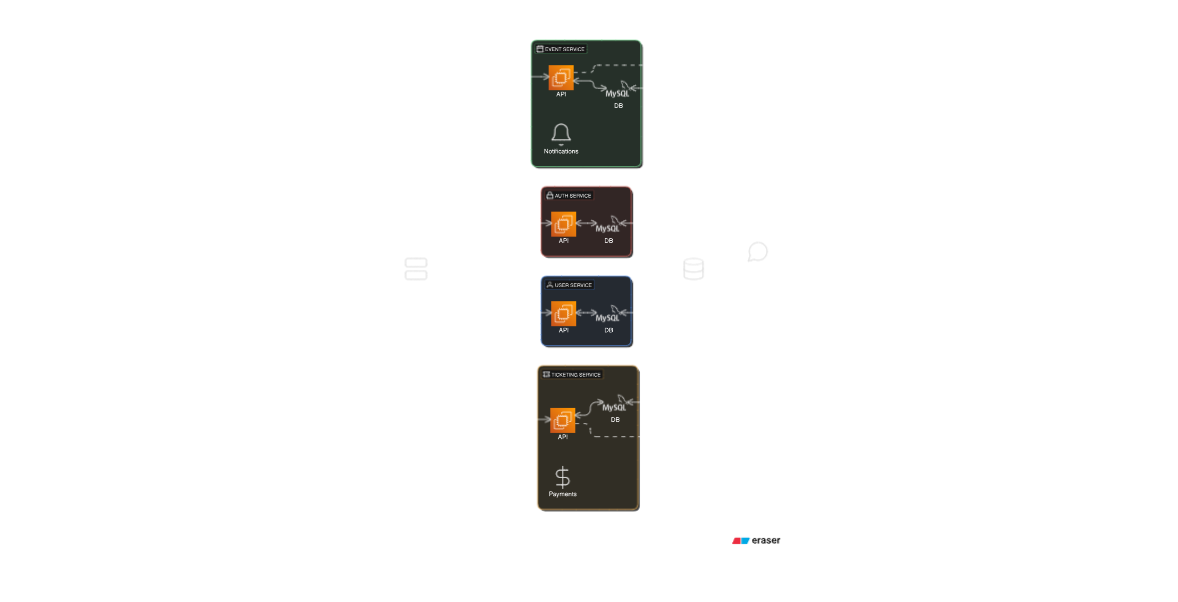 EVENT SERVICE
API
MySQL
DB
Notifications
AUTH SERVICE
API
MySQL
DB
USER SERVICE
API
MySQL
DB
TICKETING SERVICE
MySQL
DB
API
Payments
eraser